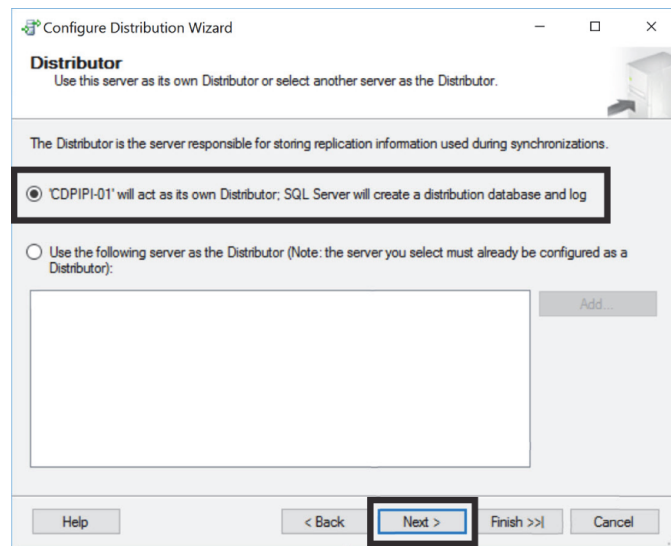 Configure Distribution Wizard
Distributor
Use this server as its own Distributor or select another server as the Distributor.
The Distributor is the server responsible for storing replication information used during synchronizations.
'CDPIPI-01' will act as its own Distributor; SQL Server will create a distribution database and log
Use the following server as the Distributor (Note: the server you select must already be configured as a
Distributor):
Add...
Help
< Back
Next >
Finish >>|
Cancel